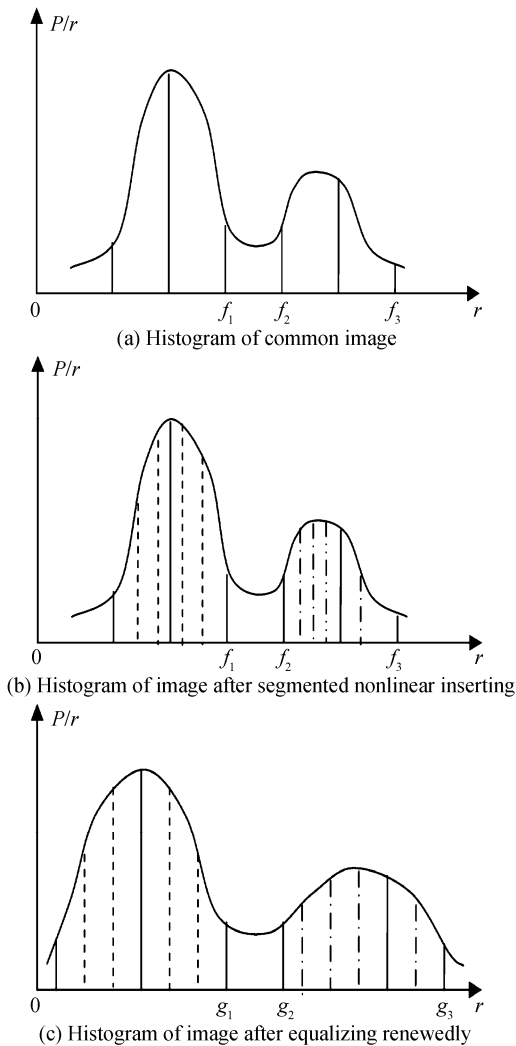 P/r
0 f1 f2 f3 r
(a) Histogram of common image
P/r
0 f1 f2 f3 r
(b) Histogram of image after segmented nonlinear inserting
P/r
0 g1 g2 g3 r
(c) Histogram of image after equalizing renewedly